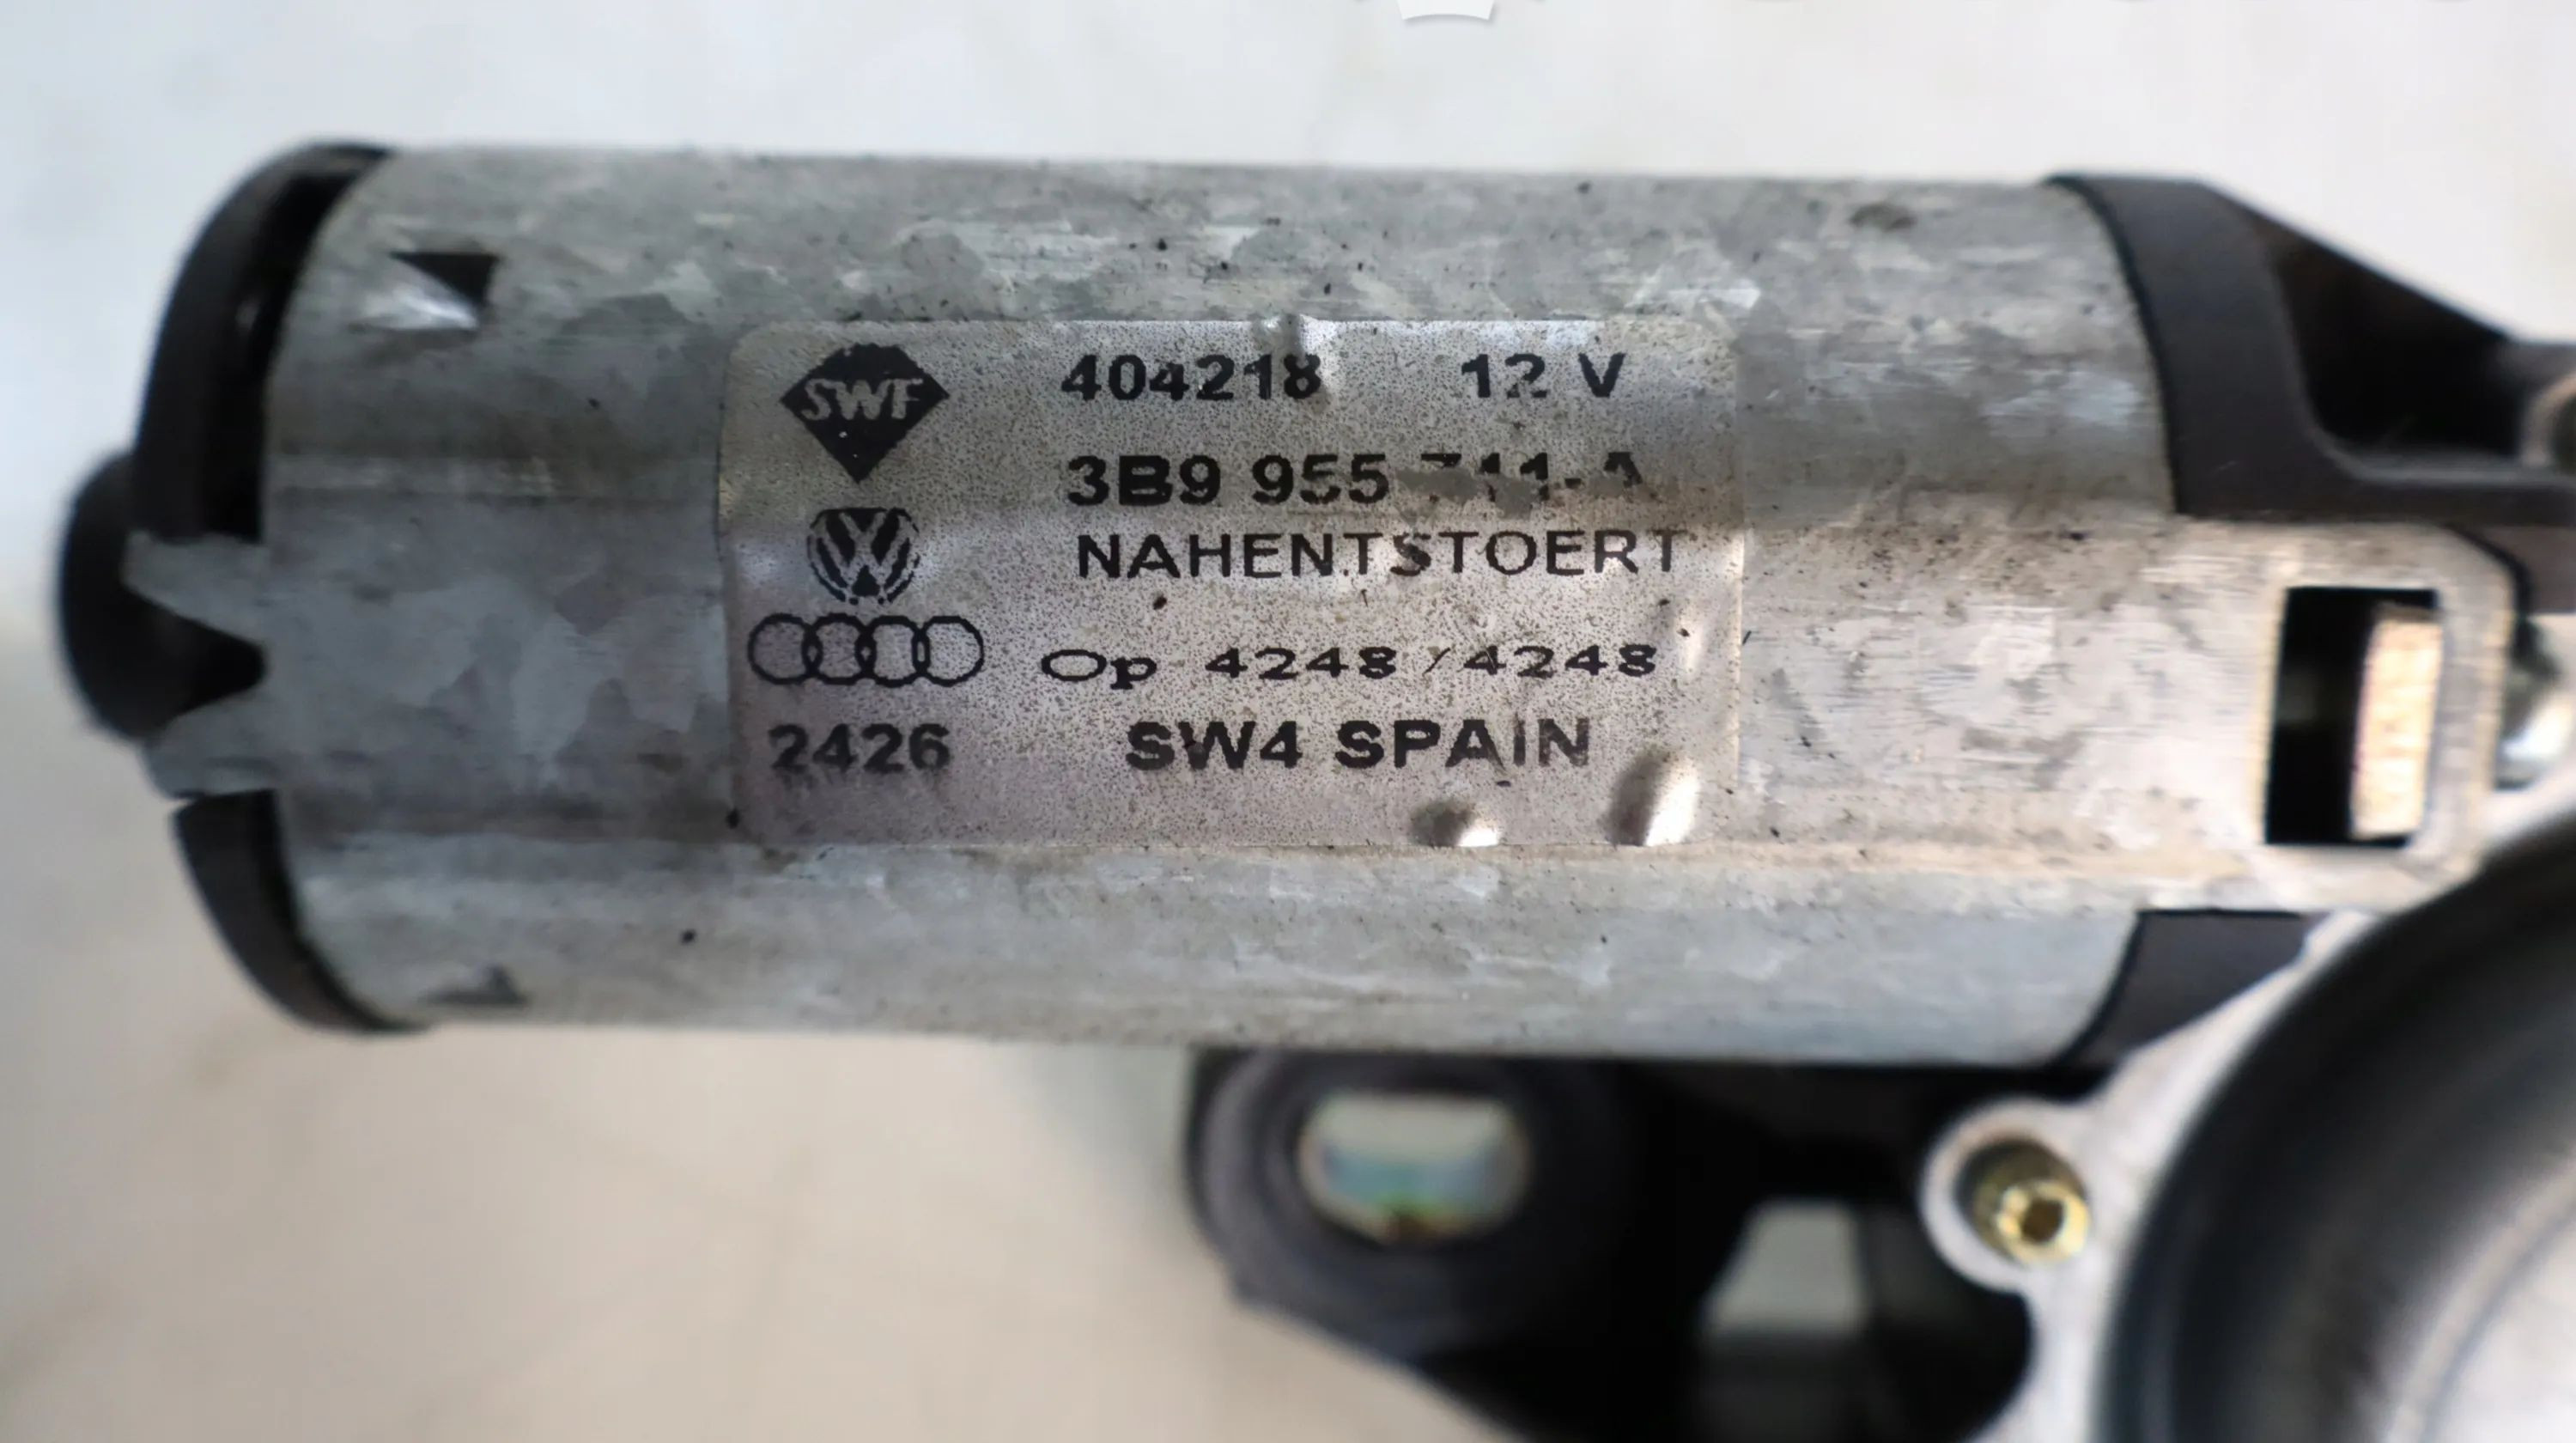 SWF 404218 12 V
3B9 955
NAHENTSTOERT
Op 4248/4248
2426 SW4 SPAIN